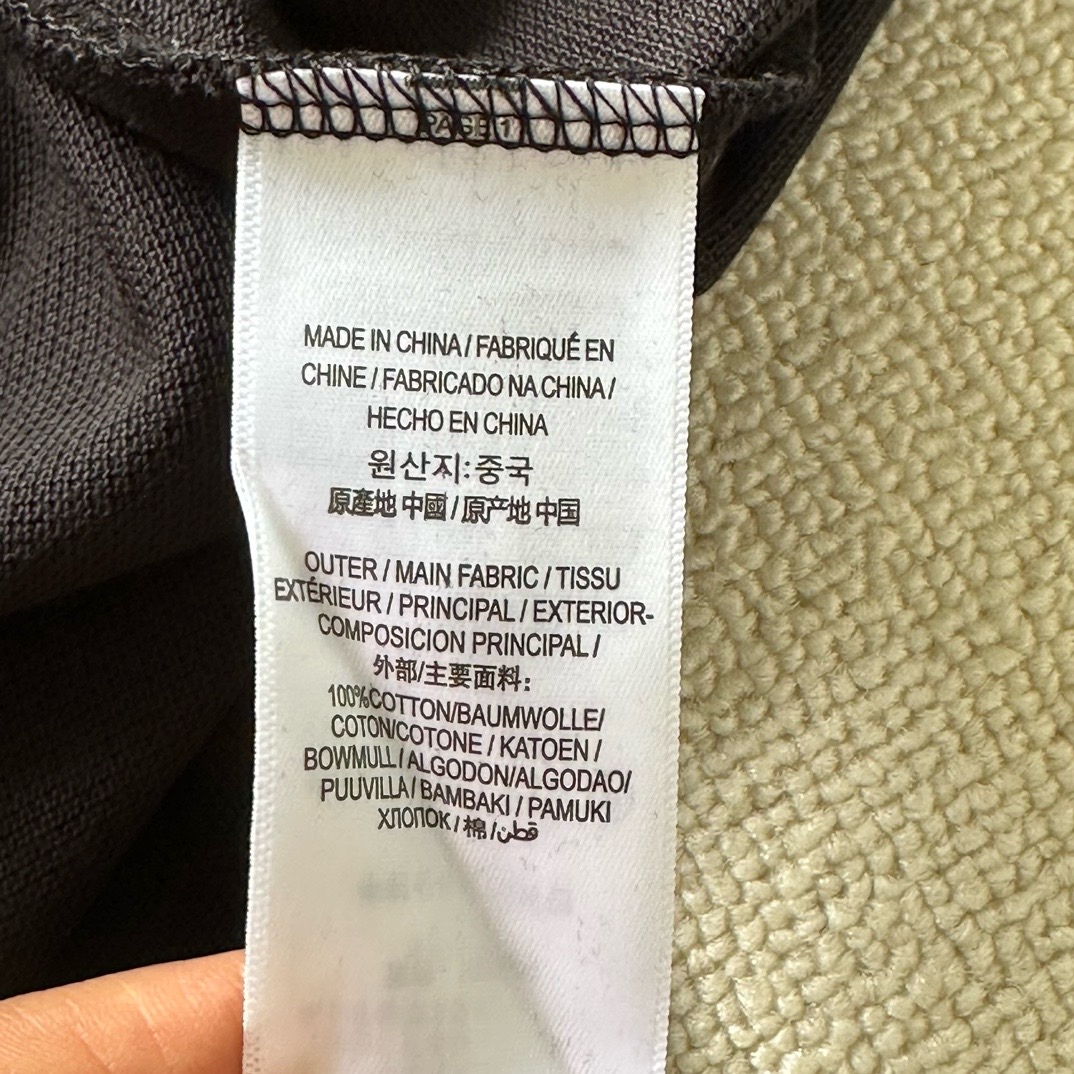 PAGE 1
MADE IN CHINA / FABRIQUÉ EN
CHINE / FABRICADO NA CHINA /
HECHO EN CHINA
원산지:중국
原產地 中國 / 原产地 中国
OUTER / MAIN FABRIC / TISSU
EXTÉRIEUR / PRINCIPAL / EXTERIOR-
COMPOSICION PRINCIPAL /
外部/主要面料:
100%COTTON/BAUMWOLLE/
COTON/COTONE / KATOEN /
BOWMULL / ALGODON/ALGODAO/
PUUVILLA / BAMBAKI / PAMUKI
ХЛОПОК / 棉 / قطن